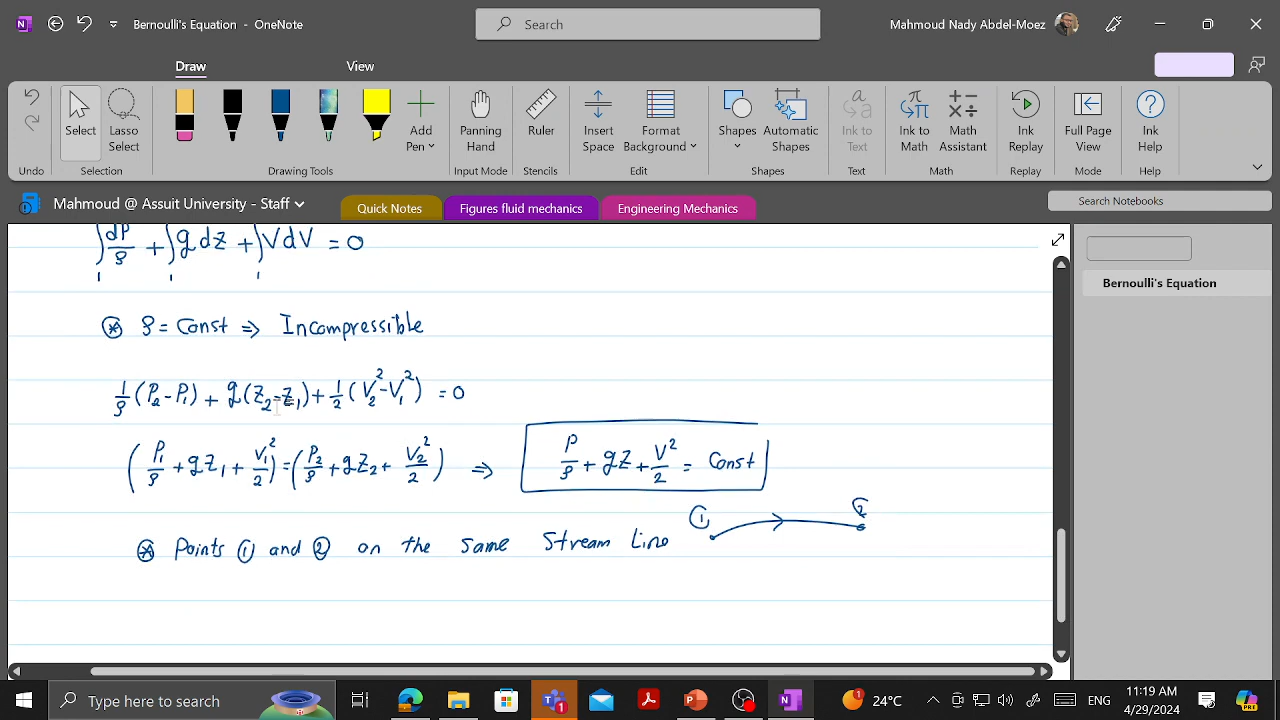 Bernoulli's Equation - OneNote
Search
Mahmoud Nady Abdel-Moez
Draw
View
Select
Lasso Select
Add Pen
Panning Hand
Ruler
Insert Space
Format Background
Shapes
Automatic Shapes
Ink to Text
Ink to Math
Math Assistant
Ink Replay
Full Page View
Ink Help
Undo
Selection
Drawing Tools
Input Mode
Stencils
Edit
Shapes
Text
Math
Replay
Mode
Help
Mahmoud @ Assuit University - Staff
Quick Notes
Figures fluid mechanics
Engineering Mechanics
Search Notebooks
Bernoulli's Equation
∫₁ dP/ρ + ∫₁ g dz + ∫₁ V dV = 0
⊛ ρ = Const ⇒ Incompressible
1/ρ (P₂ - P₁) + g(Z₂ - Z₁) + 1/2 (V₂² - V₁²) = 0
(P₁/ρ + gZ₁ + V₁²/2) = (P₂/ρ + gZ₂ + V₂²/2) ⇒ P/ρ + gZ + V²/2 = Const
① ②
⊛ Points ① and ② on the same Stream Line
24°C
ENG
11:19 AM
4/29/2024
Type here to search